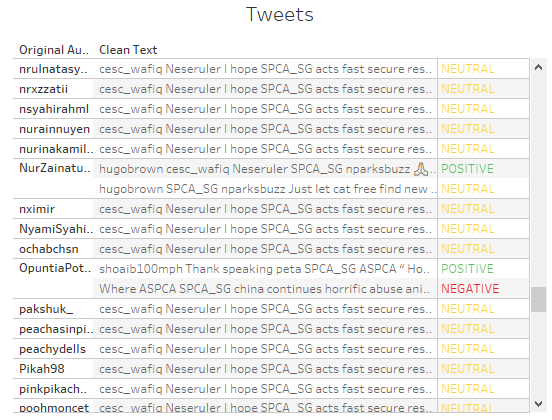 Tweets
Original Au.. Clean Text
nrulnatasy.. cesc_wafiq Neseruler I hope SPCA_SG acts fast secure res.. NEUTRAL
nrxzzatii cesc_wafiq Neseruler I hope SPCA_SG acts fast secure res.. NEUTRAL
nsyahirahml cesc_wafiq Neseruler I hope SPCA_SG acts fast secure res.. NEUTRAL
nurainnuyen cesc_wafiq Neseruler I hope SPCA_SG acts fast secure res.. NEUTRAL
nurinakamil.. cesc_wafiq Neseruler I hope SPCA_SG acts fast secure res.. NEUTRAL
NurZainatu.. hugobrown cesc_wafiq Neseruler SPCA_SG nparksbuzz 🙏🏼.. POSITIVE
hugobrown SPCA_SG nparksbuzz Just let cat free find new .. NEUTRAL
nximir cesc_wafiq Neseruler I hope SPCA_SG acts fast secure res.. NEUTRAL
NyamiSyahi.. cesc_wafiq Neseruler I hope SPCA_SG acts fast secure res.. NEUTRAL
ochabchsn cesc_wafiq Neseruler I hope SPCA_SG acts fast secure res.. NEUTRAL
OpuntiaPot.. shoaib100mph Thank speaking peta SPCA_SG ASPCA “ Ho.. POSITIVE
Where ASPCA SPCA_SG china continues horrific abuse ani.. NEGATIVE
pakshuk_ cesc_wafiq Neseruler I hope SPCA_SG acts fast secure res.. NEUTRAL
peachasinpi.. cesc_wafiq Neseruler I hope SPCA_SG acts fast secure res.. NEUTRAL
peachydells cesc_wafiq Neseruler I hope SPCA_SG acts fast secure res.. NEUTRAL
Pikah98 cesc_wafiq Neseruler I hope SPCA_SG acts fast secure res.. NEUTRAL
pinkpikach.. cesc_wafiq Neseruler I hope SPCA_SG acts fast secure res.. NEUTRAL
poohmoncet cesc_wafiq Neseruler I hope SPCA_SG acts fast secure res.. NEUTRAL